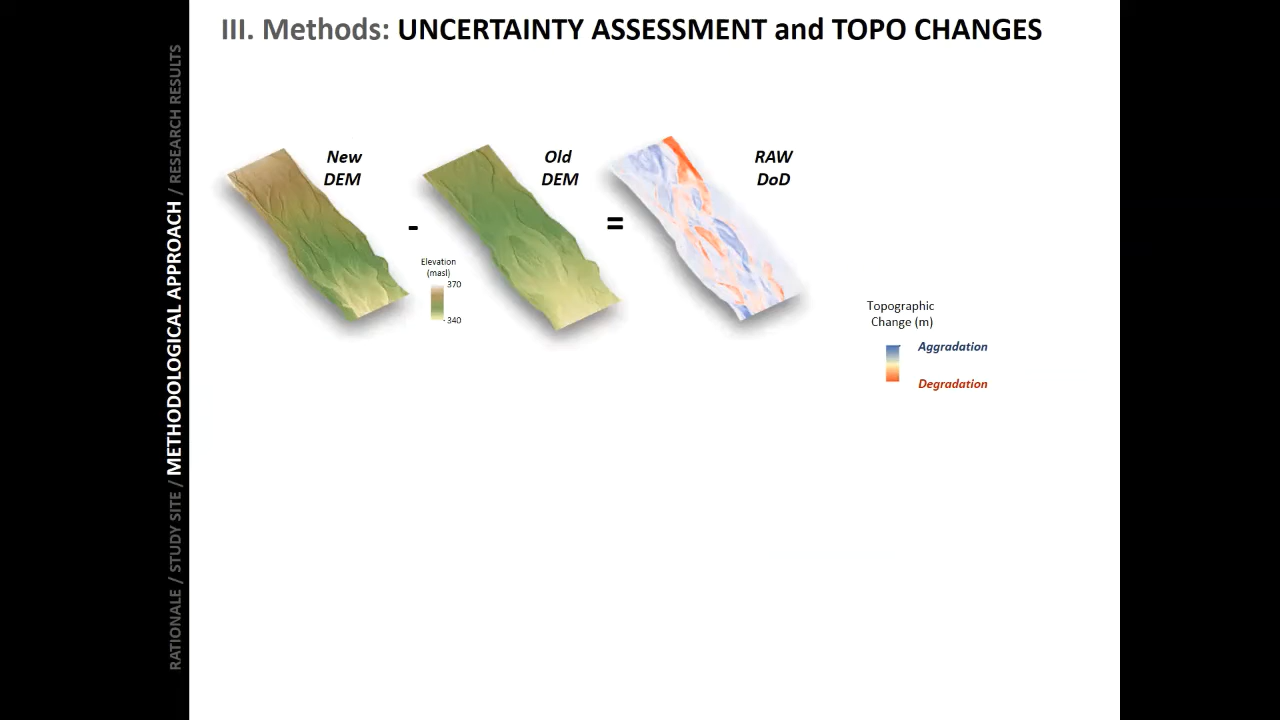 III. Methods: UNCERTAINTY ASSESSMENT and TOPO CHANGES
RATIONALE / STUDY SITE / METHODOLOGICAL APPROACH / RESEARCH RESULTS
New
DEM
-
Old
DEM
=
RAW
DoD
Elevation
(masl)
370
340
Topographic
Change (m)
Aggradation
Degradation